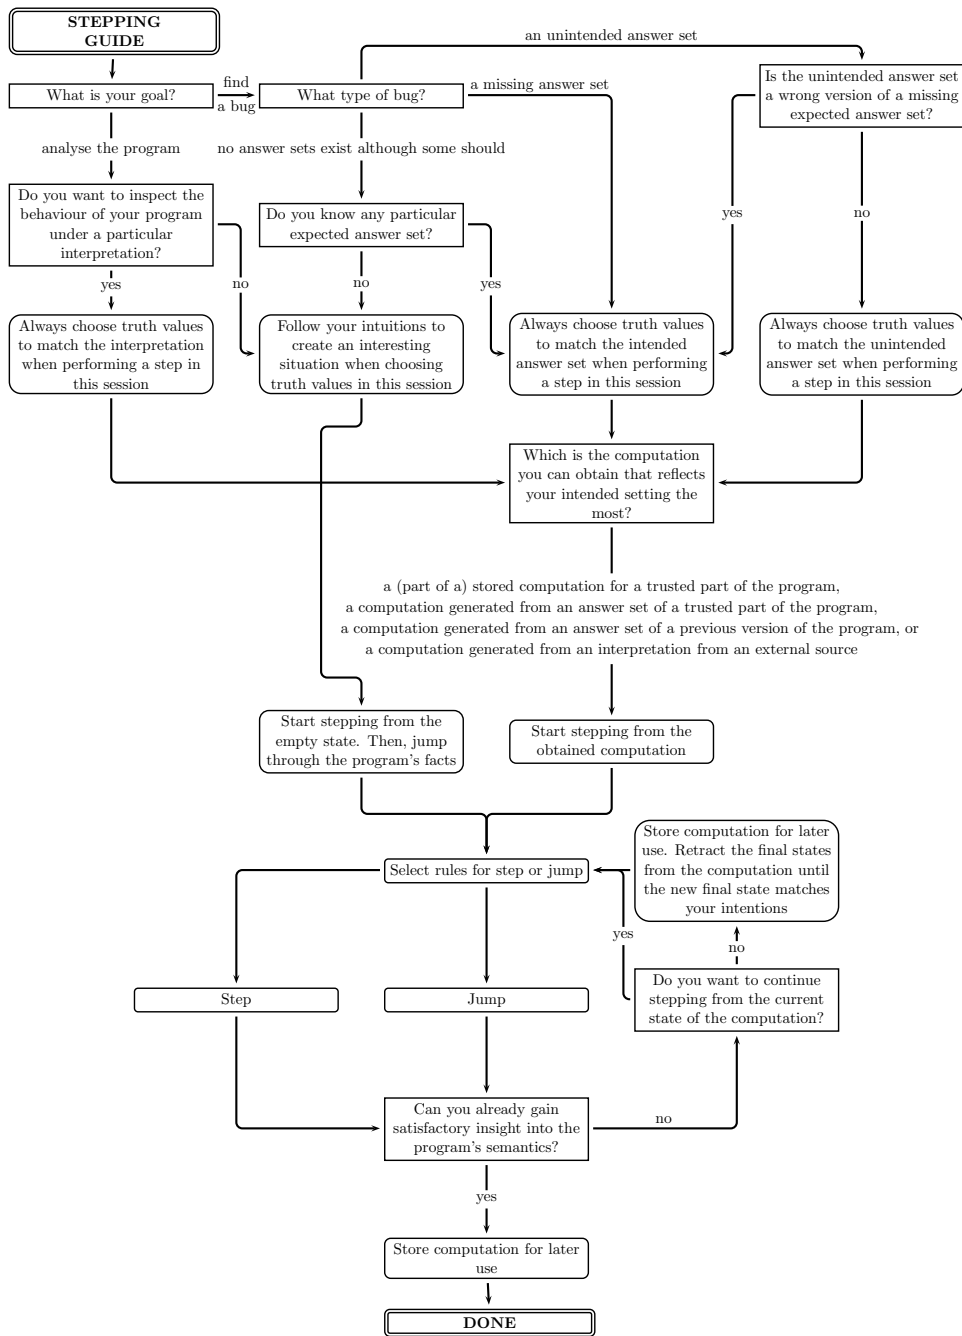 STEPPING
GUIDE
an unintended answer set
What is your goal?
find
a bug
What type of bug?
a missing answer set
Is the unintended answer set
a wrong version of a missing
expected answer set?
analyse the program
no answer sets exist although some should
Do you want to inspect the
behaviour of your program
under a particular
interpretation?
Do you know any particular
expected answer set?
yes
no
yes
no
no
yes
Always choose truth values
to match the interpretation
when performing a step in
this session
Follow your intuitions to
create an interesting
situation when choosing
truth values in this session
Always choose truth values
to match the intended
answer set when performing
a step in this session
Always choose truth values
to match the unintended
answer set when performing
a step in this session
Which is the computation
you can obtain that reflects
your intended setting the
most?
a (part of a) stored computation for a trusted part of the program,
a computation generated from an answer set of a trusted part of the program,
a computation generated from an answer set of a previous version of the program, or
a computation generated from an interpretation from an external source
Start stepping from the
empty state. Then, jump
through the program's facts
Start stepping from the
obtained computation
Store computation for later
use. Retract the final states
from the computation until
the new final state matches
your intentions
Select rules for step or jump
yes
no
Do you want to continue
stepping from the current
state of the computation?
Step
Jump
Can you already gain
satisfactory insight into the
program's semantics?
no
yes
Store computation for later
use
DONE